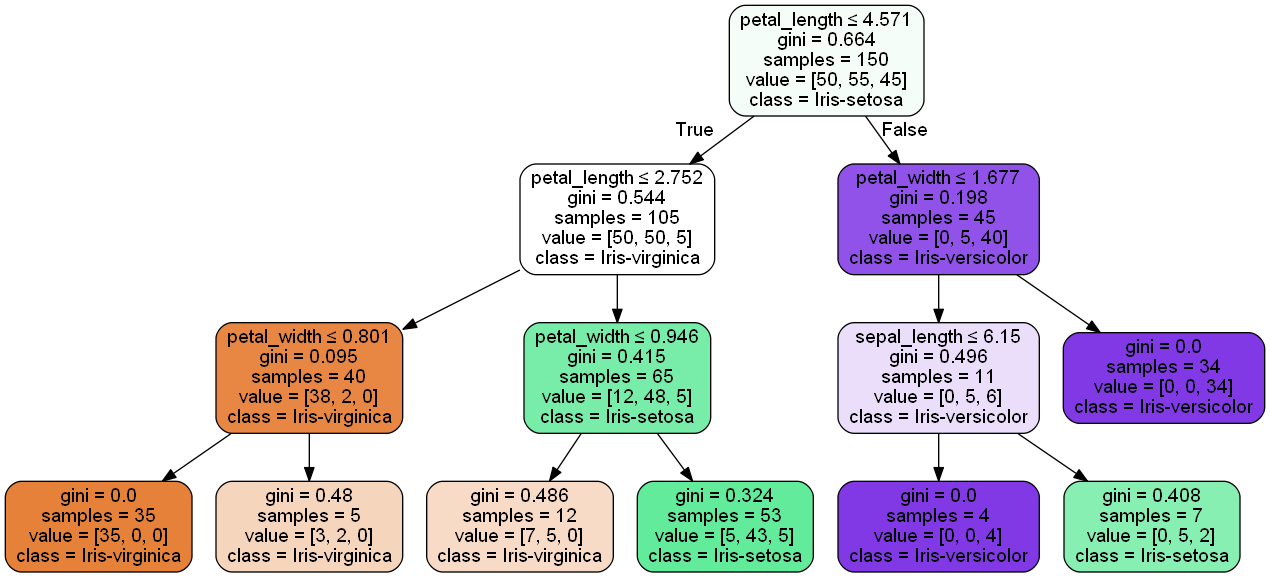 petal_length ≤ 4.571
gini = 0.664
samples = 150
value = [50, 55, 45]
class = Iris-setosa
True
False
petal_length ≤ 2.752
gini = 0.544
samples = 105
value = [50, 50, 5]
class = Iris-virginica
petal_width ≤ 1.677
gini = 0.198
samples = 45
value = [0, 5, 40]
class = Iris-versicolor
petal_width ≤ 0.801
gini = 0.095
samples = 40
value = [38, 2, 0]
class = Iris-virginica
petal_width ≤ 0.946
gini = 0.415
samples = 65
value = [12, 48, 5]
class = Iris-setosa
sepal_length ≤ 6.15
gini = 0.496
samples = 11
value = [0, 5, 6]
class = Iris-versicolor
gini = 0.0
samples = 34
value = [0, 0, 34]
class = Iris-versicolor
gini = 0.0
samples = 35
value = [35, 0, 0]
class = Iris-virginica
gini = 0.48
samples = 5
value = [3, 2, 0]
class = Iris-virginica
gini = 0.486
samples = 12
value = [7, 5, 0]
class = Iris-virginica
gini = 0.324
samples = 53
value = [5, 43, 5]
class = Iris-setosa
gini = 0.0
samples = 4
value = [0, 0, 4]
class = Iris-versicolor
gini = 0.408
samples = 7
value = [0, 5, 2]
class = Iris-setosa